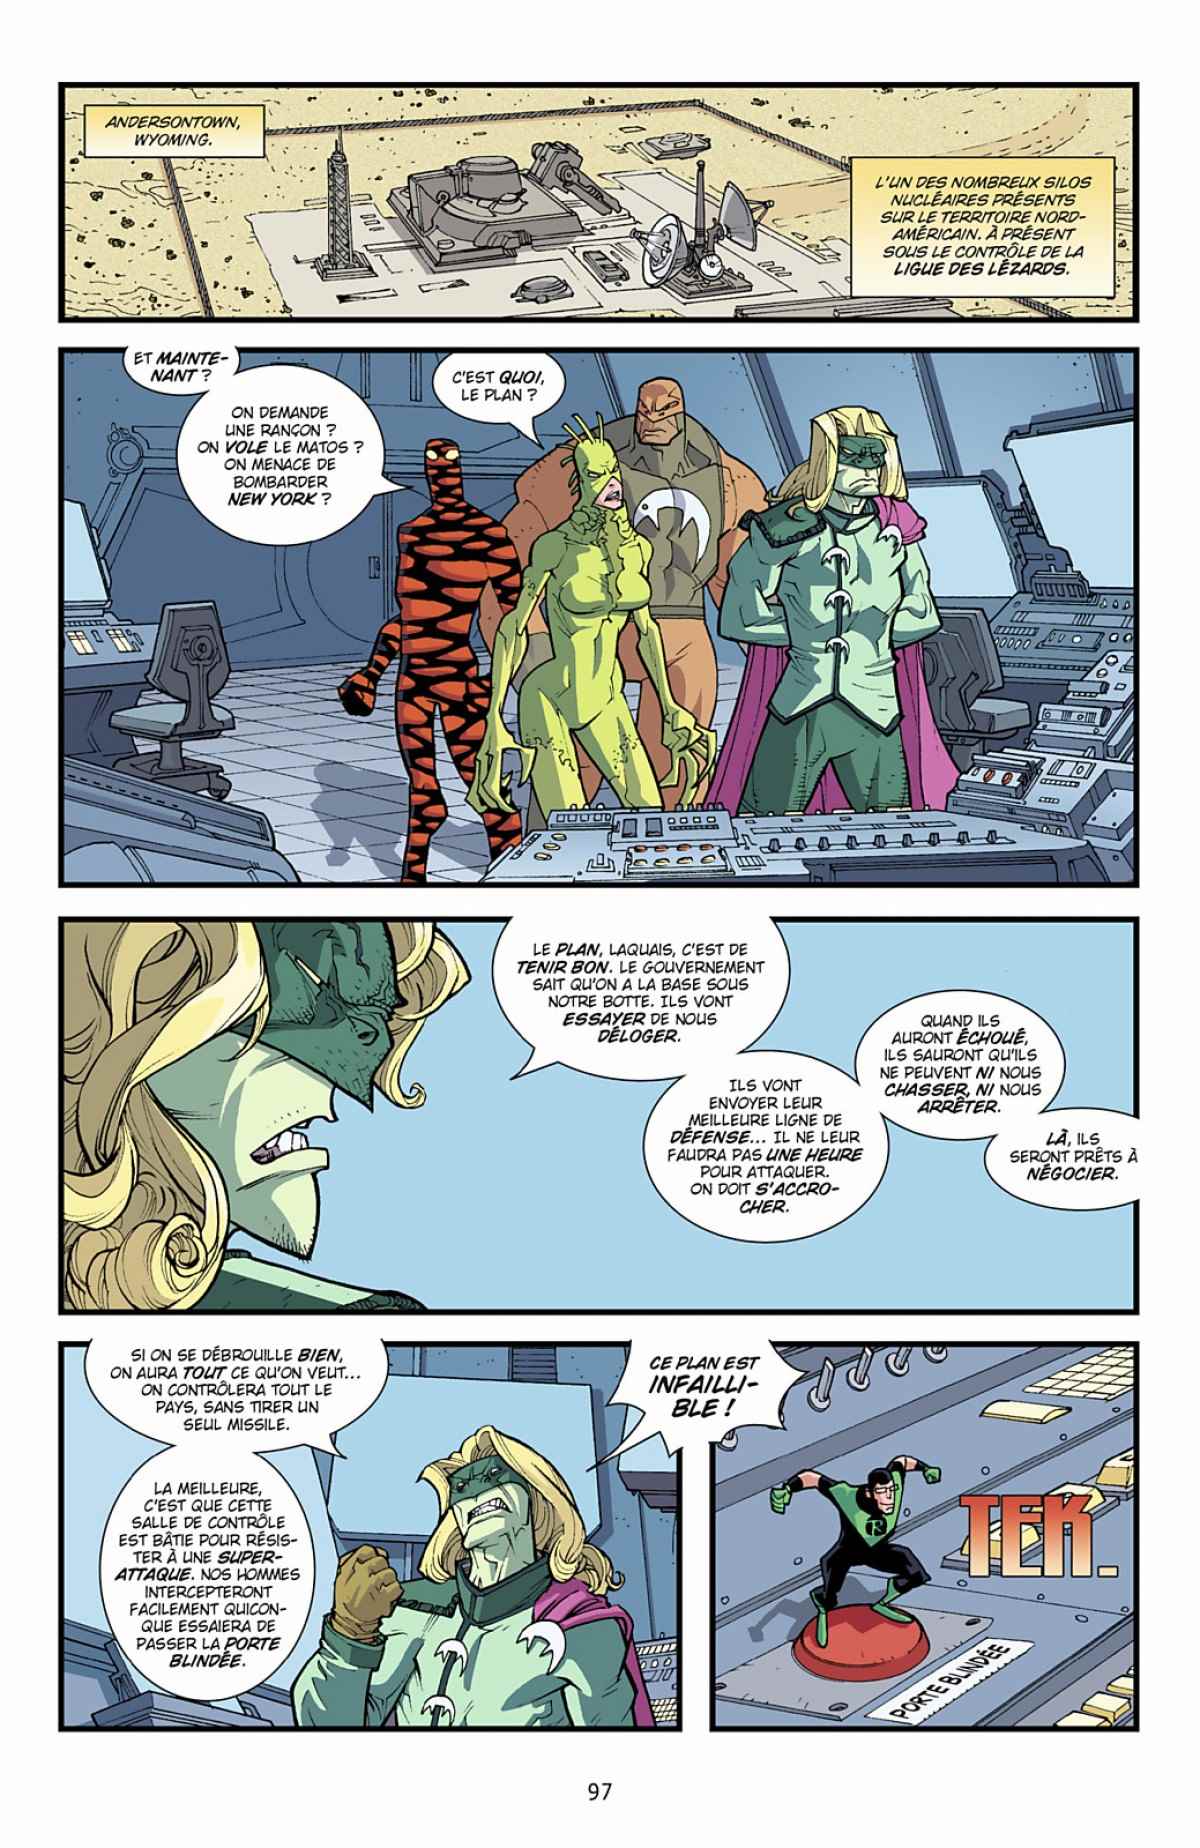 ANDERSONTOWN,
WYOMING.
L'UN DES NOMBREUX SILOS
NUCLÉAIRES PRÉSENTS
SUR LE TERRITOIRE NORD-
AMÉRICAIN. À PRÉSENT
SOUS LE CONTRÔLE DE LA
LIGUE DES LÉZARDS.
ET MAINTE-
NANT ?
ON DEMANDE
UNE RANÇON ?
ON VOLE LE MATOS ?
ON MENACE DE
BOMBARDER
NEW YORK ?
C'EST QUOI,
LE PLAN ?
LE PLAN, LAQUAIS, C'EST DE
TENIR BON. LE GOUVERNEMENT
SAIT QU'ON A LA BASE SOUS
NOTRE BOTTE. ILS VONT
ESSAYER DE NOUS
DÉLOGER.
ILS VONT
ENVOYER LEUR
MEILLEURE LIGNE DE
DÉFENSE... IL NE LEUR
FAUDRA PAS UNE HEURE
POUR ATTAQUER.
ON DOIT S'ACCRO-
CHER.
QUAND ILS
AURONT ÉCHOUÉ,
ILS SAURONT QU'ILS
NE PEUVENT NI NOUS
CHASSER, NI NOUS
ARRÊTER.
LÀ, ILS
SERONT PRÊTS À
NÉGOCIER.
SI ON SE DÉBROUILLE BIEN,
ON AURA TOUT CE QU'ON VEUT...
ON CONTRÔLERA TOUT LE
PAYS, SANS TIRER UN
SEUL MISSILE.
LA MEILLEURE,
C'EST QUE CETTE
SALLE DE CONTRÔLE
EST BÂTIE POUR RÉSIS-
TER À UNE SUPER-
ATTAQUE. NOS HOMMES
INTERCEPTERONT
FACILEMENT QUICON-
QUE ESSAIERA DE
PASSER LA PORTE
BLINDÉE.
CE PLAN EST
INFAILLI-
BLE !
TEK.
PORTE BLINDÉE
97